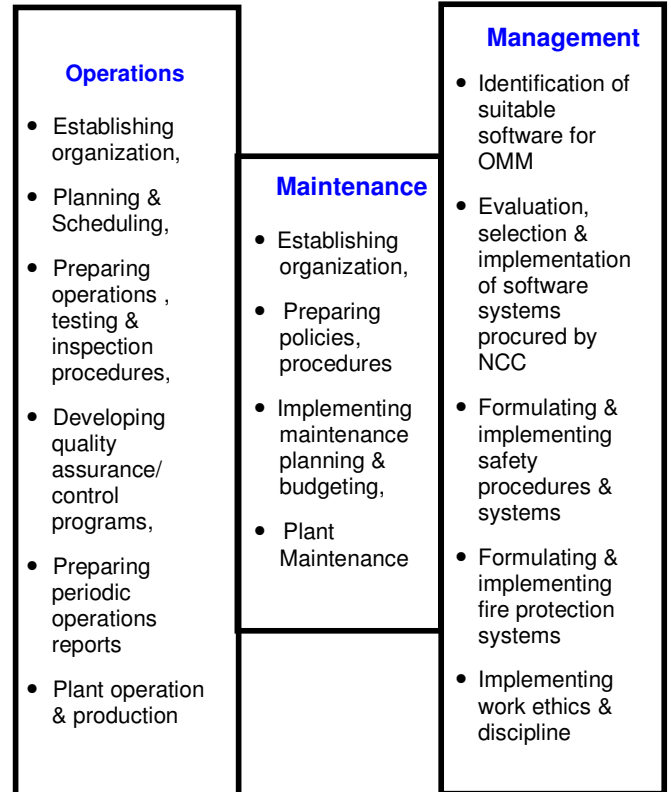 Operations
• Establishing
organization,
• Planning &
Scheduling,
• Preparing
operations ,
testing &
inspection
procedures,
• Developing
quality
assurance/
control
programs,
• Preparing
periodic
operations
reports
• Plant operation
& production
Maintenance
• Establishing
organization,
• Preparing
policies,
procedures
• Implementing
maintenance
planning &
budgeting,
• Plant
Maintenance
Management
• Identification of
suitable
software for
OMM
• Evaluation,
selection &
implementation
of software
systems
procured by
NCC
• Formulating &
implementing
safety
procedures &
systems
• Formulating &
implementing
fire protection
systems
• Implementing
work ethics &
discipline